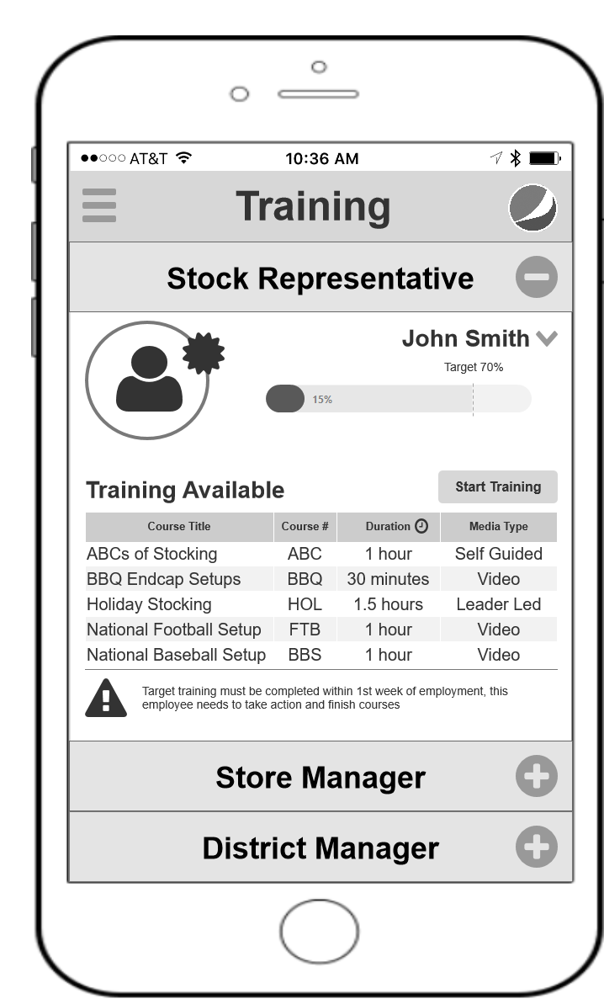 AT&T 10:36 AM
Training
Stock Representative
John Smith
Target 70%
15%
Training Available Start Training
Course Title Course # Duration Media Type
ABCs of Stocking ABC 1 hour Self Guided
BBQ Endcap Setups BBQ 30 minutes Video
Holiday Stocking HOL 1.5 hours Leader Led
National Football Setup FTB 1 hour Video
National Baseball Setup BBS 1 hour Video
Target training must be completed within 1st week of employment, this
employee needs to take action and finish courses
Store Manager
District Manager